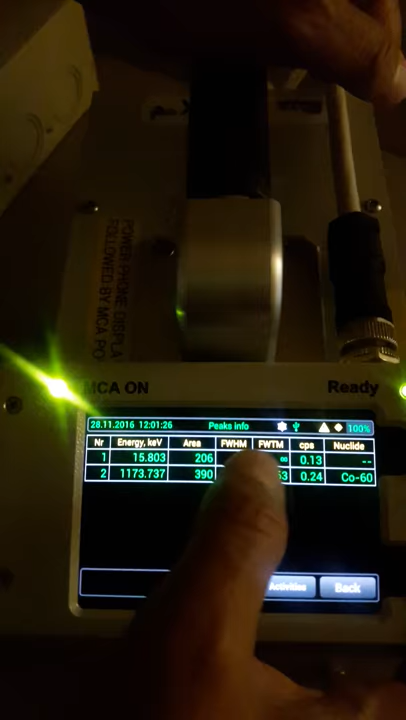 POWER PHONE DISPLA
FOLLOWED BY MCA PO
MCA ON
Ready
28.11.2016 12:01:26 Peaks info 100%
Nr Energy, keV Area FWHM FWTM cps Nuclide
1 15.803 206 ∞ 0.13 --
2 1173.737 390 63 0.24 Co-60
Activities Back